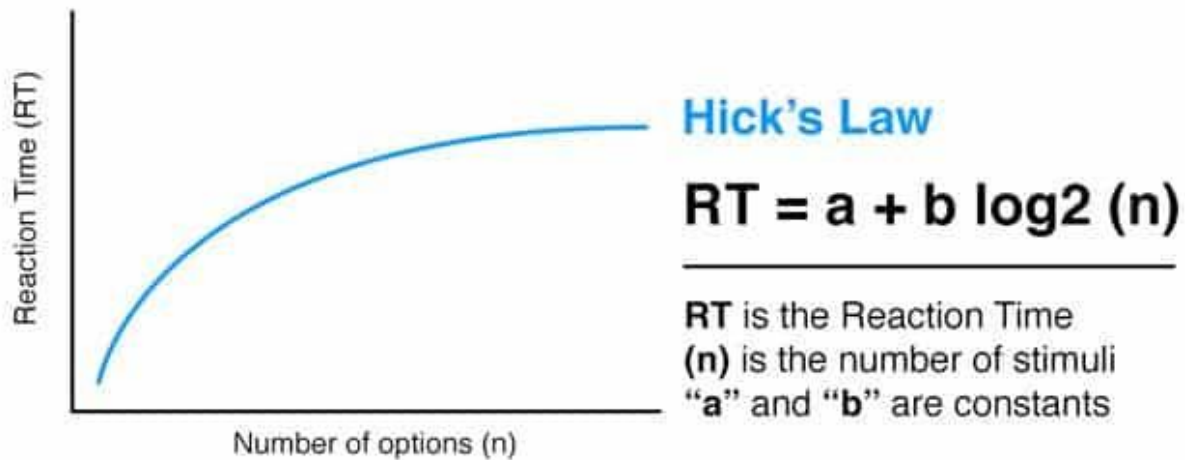 Reaction Time (RT)
Number of options (n)
Hick's Law
RT = a + b log2 (n)
RT is the Reaction Time
(n) is the number of stimuli
“a” and “b” are constants